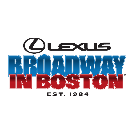 LEXUS
BROADWAY
IN BOSTON
EST. 1984